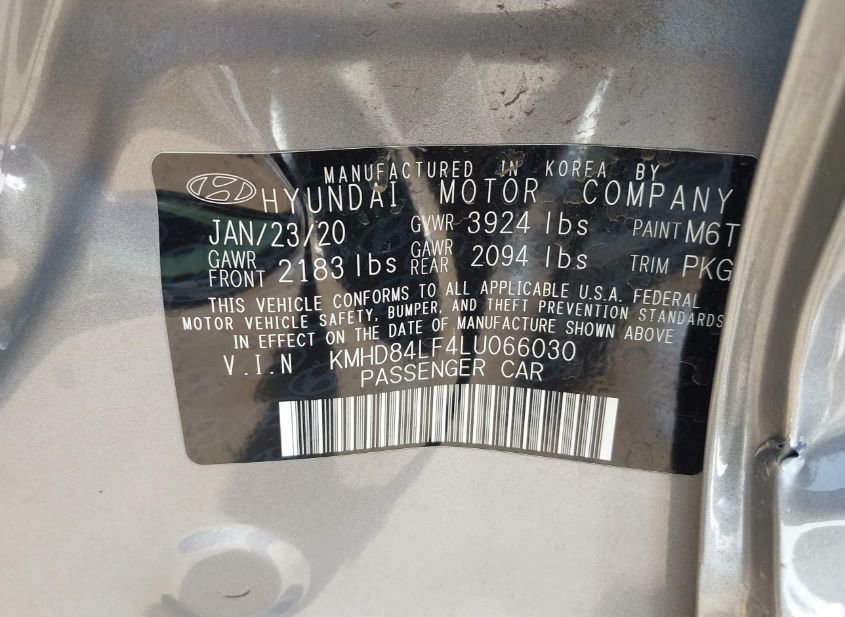 MANUFACTURED IN KOREA BY
HYUNDAI MOTOR COMPANY
JAN/23/20 GVWR 3924 lbs PAINT M6T
GAWR FRONT 2183 lbs GAWR REAR 2094 lbs TRIM PKG
THIS VEHICLE CONFORMS TO ALL APPLICABLE U.S.A. FEDERAL
MOTOR VEHICLE SAFETY, BUMPER, AND THEFT PREVENTION STANDARDS
IN EFFECT ON THE DATE OF MANUFACTURE SHOWN ABOVE
V.I.N KMHD84LF4LU066030
PASSENGER CAR